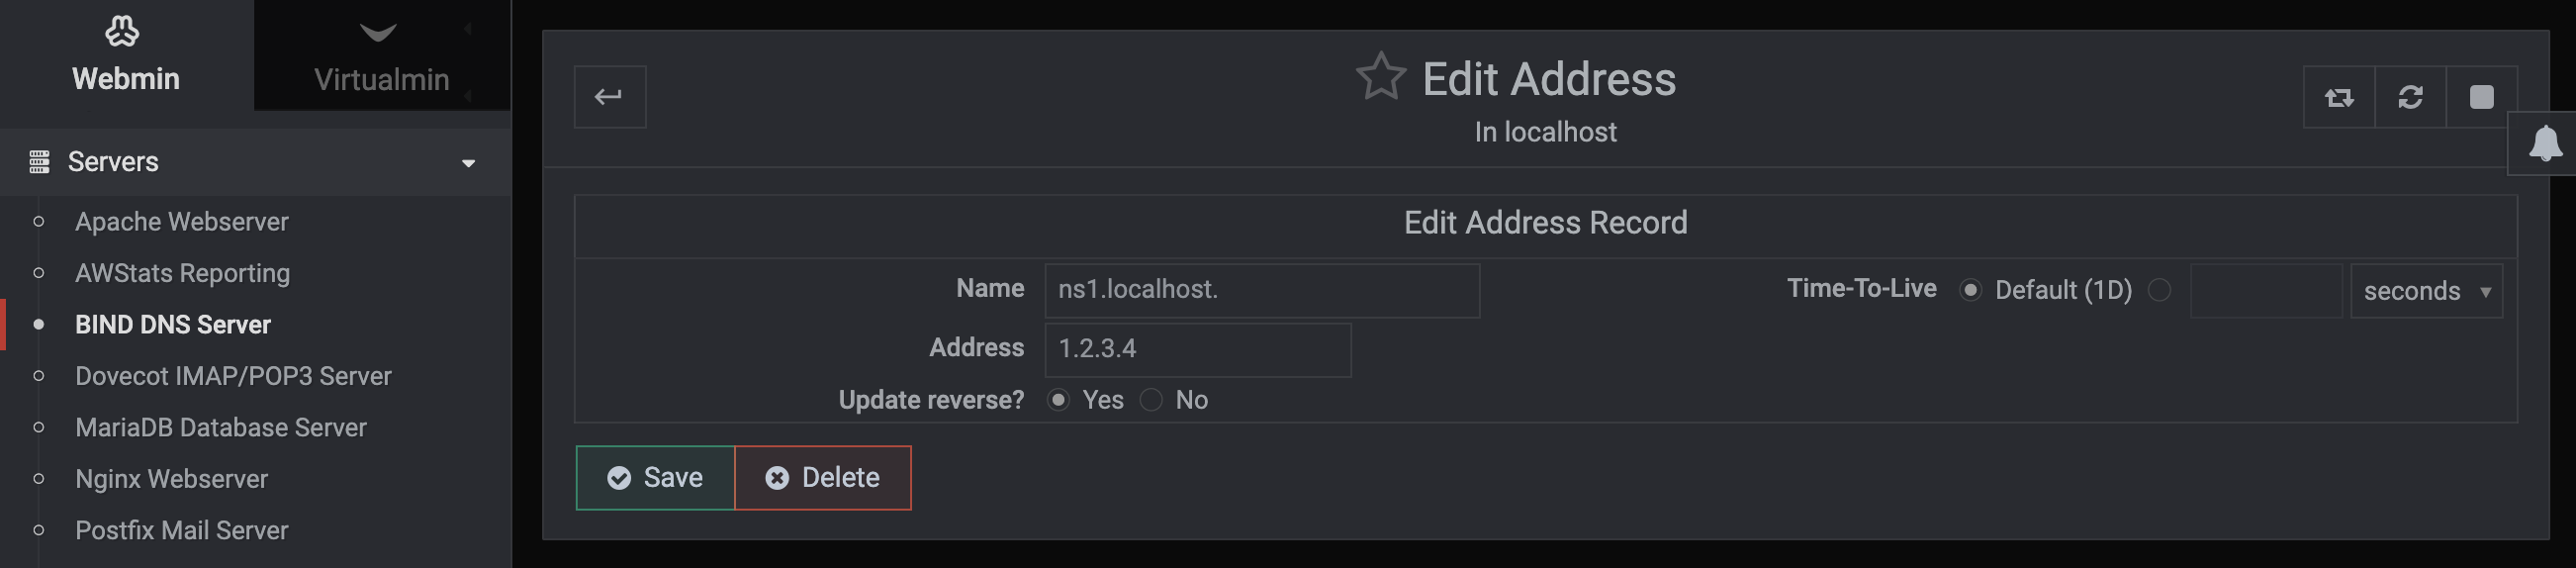 Webmin
Virtualmin
Servers
Apache Webserver
AWStats Reporting
BIND DNS Server
Dovecot IMAP/POP3 Server
MariaDB Database Server
Nginx Webserver
Postfix Mail Server
Edit Address
In localhost
Edit Address Record
Name ns1.localhost. Time-To-Live Default (1D) seconds
Address 1.2.3.4
Update reverse? Yes No
Save Delete